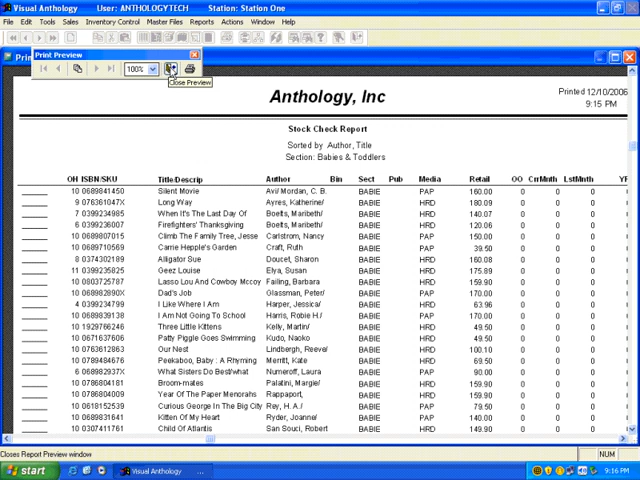 Visual Anthology User: ANTHOLOGYTECH Station: Station One
File Edit Tools Sales Inventory Control Master Files Reports Actions Window Help
Print Preview
100%
Close Preview
Anthology, Inc
Printed 12/10/2006
9:15 PM
Stock Check Report
Sorted by Author, Title
Section: Babies & Toddlers
OH ISBN/SKU Title/Descrip Author Bin Sect Pub Media Retail OO CrrMnth LstMnth YR
10 0689841450 Silent Movie Avi/ Mordan, C. B. BABIE PAP 160.00 0 0 0
9 076361047X Long Way Ayres, Katherine/ BABIE HRD 180.09 0 0 0
7 0399234985 When It's The Last Day Of Boelts, Maribeth/ BABIE HRD 140.07 0 0 0
6 0399236007 Firefighters' Thanksgiving Boelts, Maribeth/ BABIE HRD 120.06 0 0 0
10 0689807015 Climb The Family Tree, Jesse Carlstrom, Nancy BABIE PAP 150.00 0 0 0
10 0689710569 Carrie Hepple's Garden Craft, Ruth BABIE PAP 39.50 0 0 0
8 0374302189 Alligator Sue Doucet, Sharon BABIE HRD 160.08 0 0 0
11 0399235825 Geez Louise Elya, Susan BABIE HRD 175.89 0 0 0
10 0803725787 Lasso Lou And Cowboy Mccoy Failing, Barbara BABIE HRD 159.90 0 0 0
10 068982890X Dad's Job Glassman, Peter/ BABIE PAP 170.00 0 0 0
4 0399234799 I Like Where I Am Harper, Jessica/ BABIE HRD 63.96 0 0 0
10 0689839138 I Am Not Going To School Harris, Robie H./ BABIE PAP 170.00 0 0 0
10 1929766246 Three Little Kittens Kelly, Martin/ BABIE HRD 49.50 0 0 0
10 0671637606 Patty Piggle Goes Swimming Kudo, Naoko BABIE HRD 49.50 0 0 0
10 0763612863 Our Nest Lindbergh, Reeve/ BABIE HRD 100.10 0 0 0
10 0789484676 Peekaboo, Baby : A Rhyming Merritt, Kate BABIE HRD 69.50 0 0 0
6 068982937X What Sisters Do Best/what Numeroff, Laura BABIE PAP 90.00 0 0 0
10 0786804181 Broom-mates Palatini, Margie/ BABIE HRD 159.90 0 0 0
10 0786804009 Year Of The Paper Menorahs Rappaport, BABIE HRD 159.90 0 0 0
10 0618152539 Curious George In The Big City Rey, H.A./ BABIE PAP 79.50 0 0 0
10 0689831641 Kitten Of My Heart Ryder, Joanne/ BABIE PAP 140.00 0 0 0
10 0307411761 Child Of Atlantis San Souci, Robert BABIE HRD 149.90 0 0 0
Closes Report Preview window NUM
start Visual Anthology ... 9:16 PM